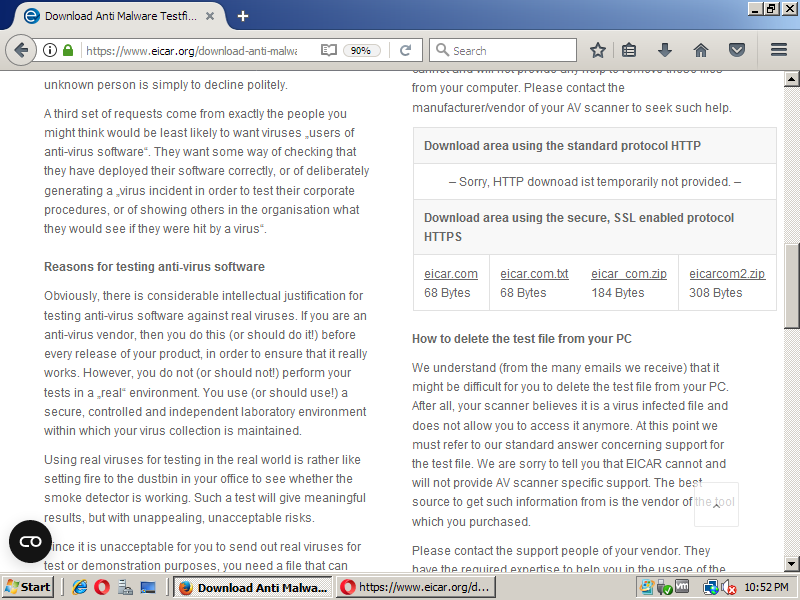 Download Anti Malware Testfi...
https://www.eicar.org/download-anti-malwa
90%
Search
unknown person is simply to decline politely.
A third set of requests come from exactly the people you
might think would be least likely to want viruses „users of
anti-virus software“. They want some way of checking that
they have deployed their software correctly, or of deliberately
generating a „virus incident in order to test their corporate
procedures, or of showing others in the organisation what
they would see if they were hit by a virus“.
Reasons for testing anti-virus software
Obviously, there is considerable intellectual justification for
testing anti-virus software against real viruses. If you are an
anti-virus vendor, then you do this (or should do it!) before
every release of your product, in order to ensure that it really
works. However, you do not (or should not!) perform your
tests in a „real“ environment. You use (or should use!) a
secure, controlled and independent laboratory environment
within which your virus collection is maintained.
Using real viruses for testing in the real world is rather like
setting fire to the dustbin in your office to see whether the
smoke detector is working. Such a test will give meaningful
results, but with unappealing, unacceptable risks.
ince it is unacceptable for you to send out real viruses for
test or demonstration purposes, you need a file that can
cannot and will not provide any help to remove these files
from your computer. Please contact the
manufacturer/vendor of your AV scanner to seek such help.
Download area using the standard protocol HTTP
– Sorry, HTTP downoad ist temporarily not provided. –
Download area using the secure, SSL enabled protocol
HTTPS
eicar.com eicar.com.txt eicar_com.zip eicarcom2.zip
68 Bytes 68 Bytes 184 Bytes 308 Bytes
How to delete the test file from your PC
We understand (from the many emails we receive) that it
might be difficult for you to delete the test file from your PC.
After all, your scanner believes it is a virus infected file and
does not allow you to access it anymore. At this point we
must refer to our standard answer concerning support for
the test file. We are sorry to tell you that EICAR cannot and
will not provide AV scanner specific support. The best
source to get such information from is the vendor of the tool
which you purchased.
Please contact the support people of your vendor. They
have the required expertise to help you in the usage of the
Start
Download Anti Malwa...
https://www.eicar.org/d...
10:52 PM